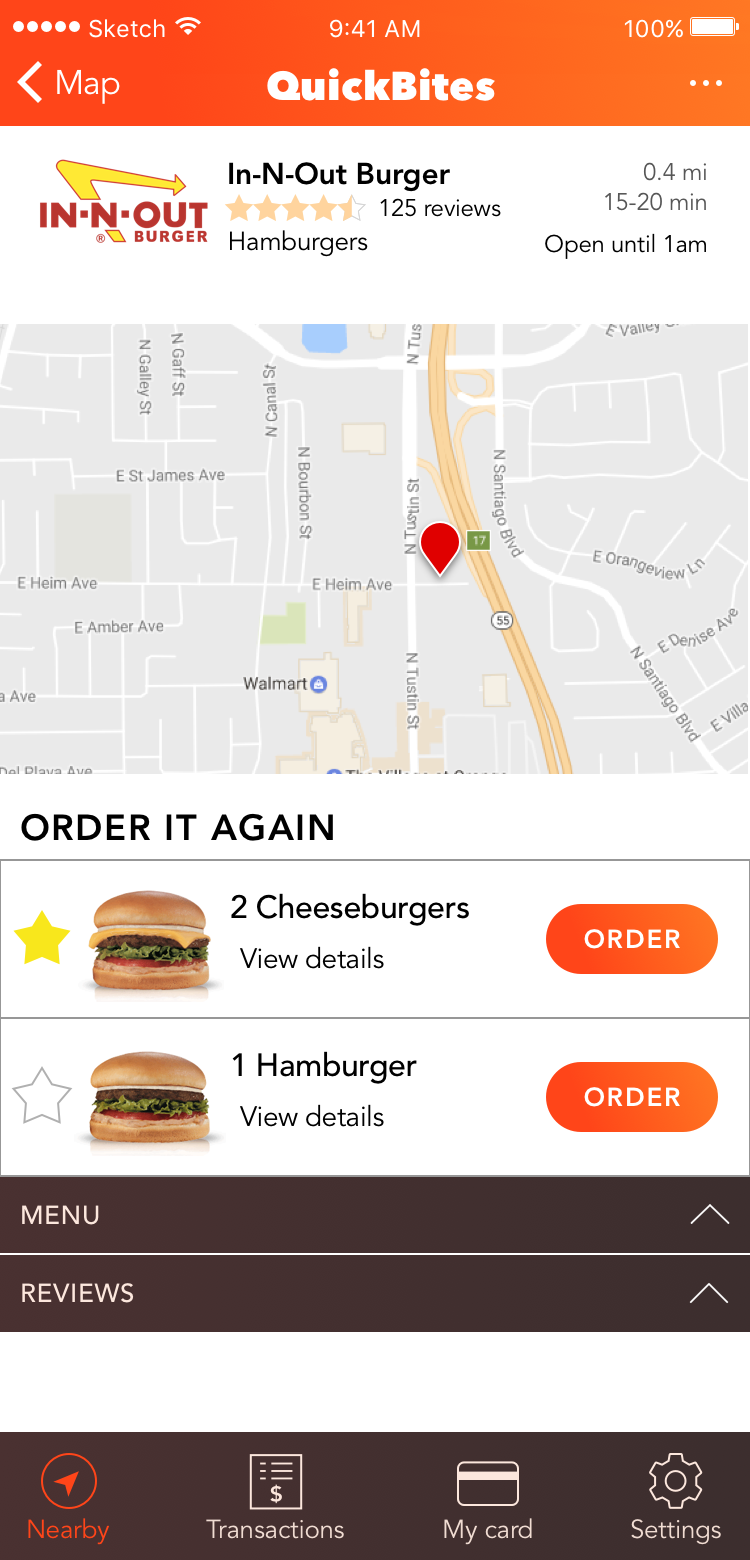 Sketch 9:41 AM 100%
Map QuickBites ...
IN-N-OUT
® BURGER
In-N-Out Burger
125 reviews
Hamburgers
0.4 mi
15-20 min
Open until 1am
N Galley St
N Gaff St
N Canal St
N Tus
E Valley
N Bourbon St
E St James Ave
N Tustin St
N Santiago Blvd
17
E Heim Ave
E Heim Ave
E Orangeview Ln
E Amber Ave
55
E Denise Ave
N Santiago Blvd
Walmart
N Tustin St
a Ave
E Villa
Del Playa Ave
The Village at Orange
ORDER IT AGAIN
2 Cheeseburgers
View details
ORDER
1 Hamburger
View details
ORDER
MENU
REVIEWS
$
Nearby Transactions My card Settings